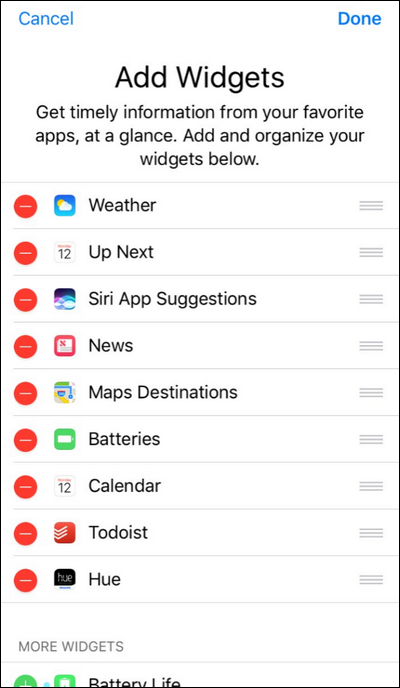 Cancel
Done
Add Widgets
Get timely information from your favorite
apps, at a glance. Add and organize your
widgets below.
Weather
Monday
12
Up Next
Siri App Suggestions
News
Maps Destinations
Batteries
Monday
12
Calendar
Todoist
hue
Hue
MORE WIDGETS
Battery Life